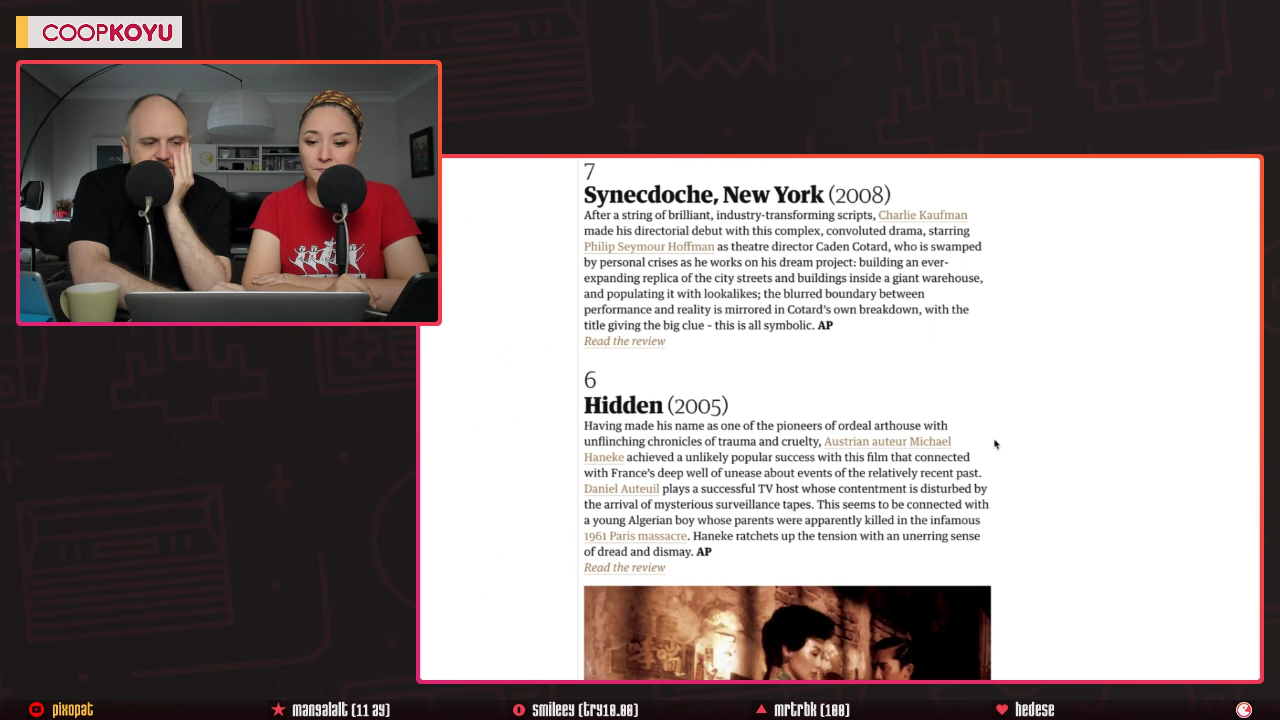 COOPKOYU
7
Synecdoche, New York (2008)
After a string of brilliant, industry-transforming scripts, Charlie Kaufman
made his directorial debut with this complex, convoluted drama, starring
Philip Seymour Hoffman as theatre director Caden Cotard, who is swamped
by personal crises as he works on his dream project: building an ever-
expanding replica of the city streets and buildings inside a giant warehouse,
and populating it with lookalikes; the blurred boundary between
performance and reality is mirrored in Cotard’s own breakdown, with the
title giving the big clue – this is all symbolic. AP
Read the review
6
Hidden (2005)
Having made his name as one of the pioneers of ordeal arthouse with
unflinching chronicles of trauma and cruelty, Austrian auteur Michael
Haneke achieved a unlikely popular success with this film that connected
with France’s deep well of unease about events of the relatively recent past.
Daniel Auteuil plays a successful TV host whose contentment is disturbed by
the arrival of mysterious surveillance tapes. This seems to be connected with
a young Algerian boy whose parents were apparently killed in the infamous
1961 Paris massacre. Haneke ratchets up the tension with an unerring sense
of dread and dismay. AP
Read the review
pixopat
mangalalt (11 ay)
smileey (try10.00)
mrtrbk (100)
hedese